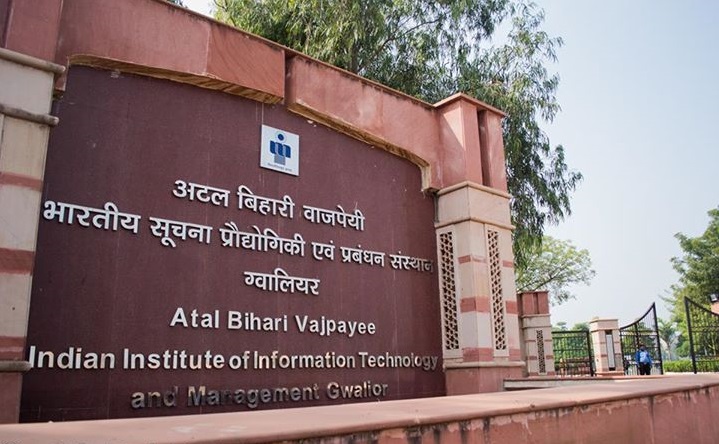 अटल बिहारी वाजपेयी
भारतीय सूचना प्रौद्योगिकी एवं प्रबंधन संस्थान
ग्वालियर
Atal Bihari Vajpayee
Indian Institute of Information Technology
and Management Gwalior